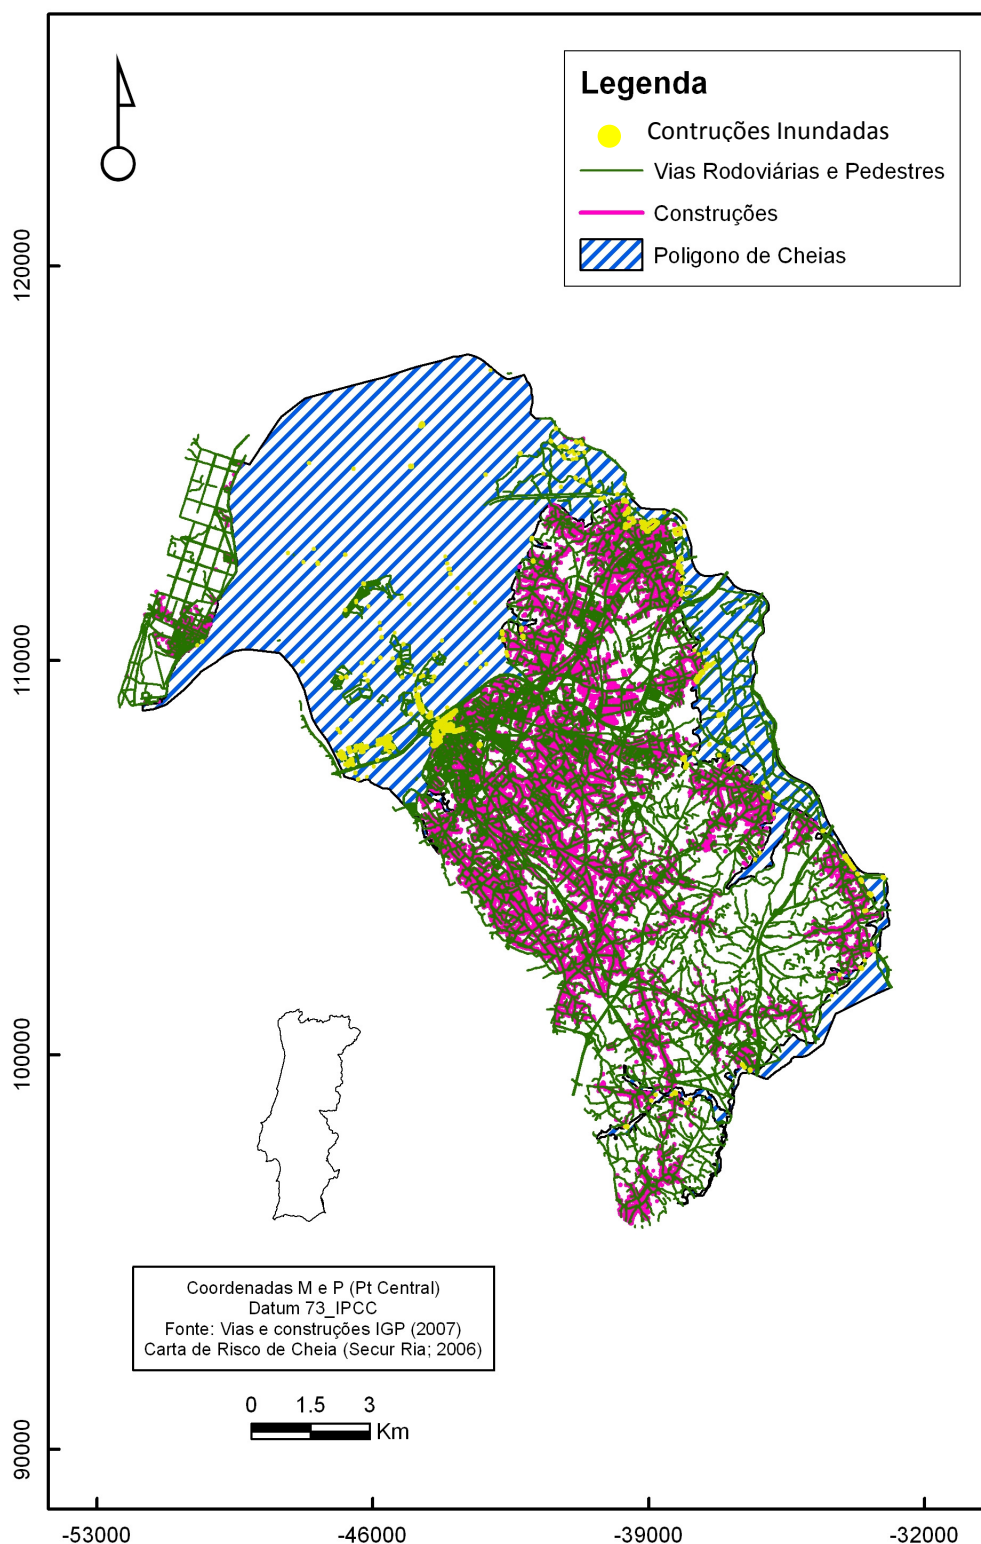 Legenda
Contruções Inundadas
Vias Rodoviárias e Pedestres
Construções
Poligono de Cheias
120000
110000
100000
90000
Coordenadas M e P (Pt Central)
Datum 73_IPCC
Fonte: Vias e construções IGP (2007)
Carta de Risco de Cheia (Secur Ria; 2006)
0 1.5 3
Km
-53000 -46000 -39000 -32000